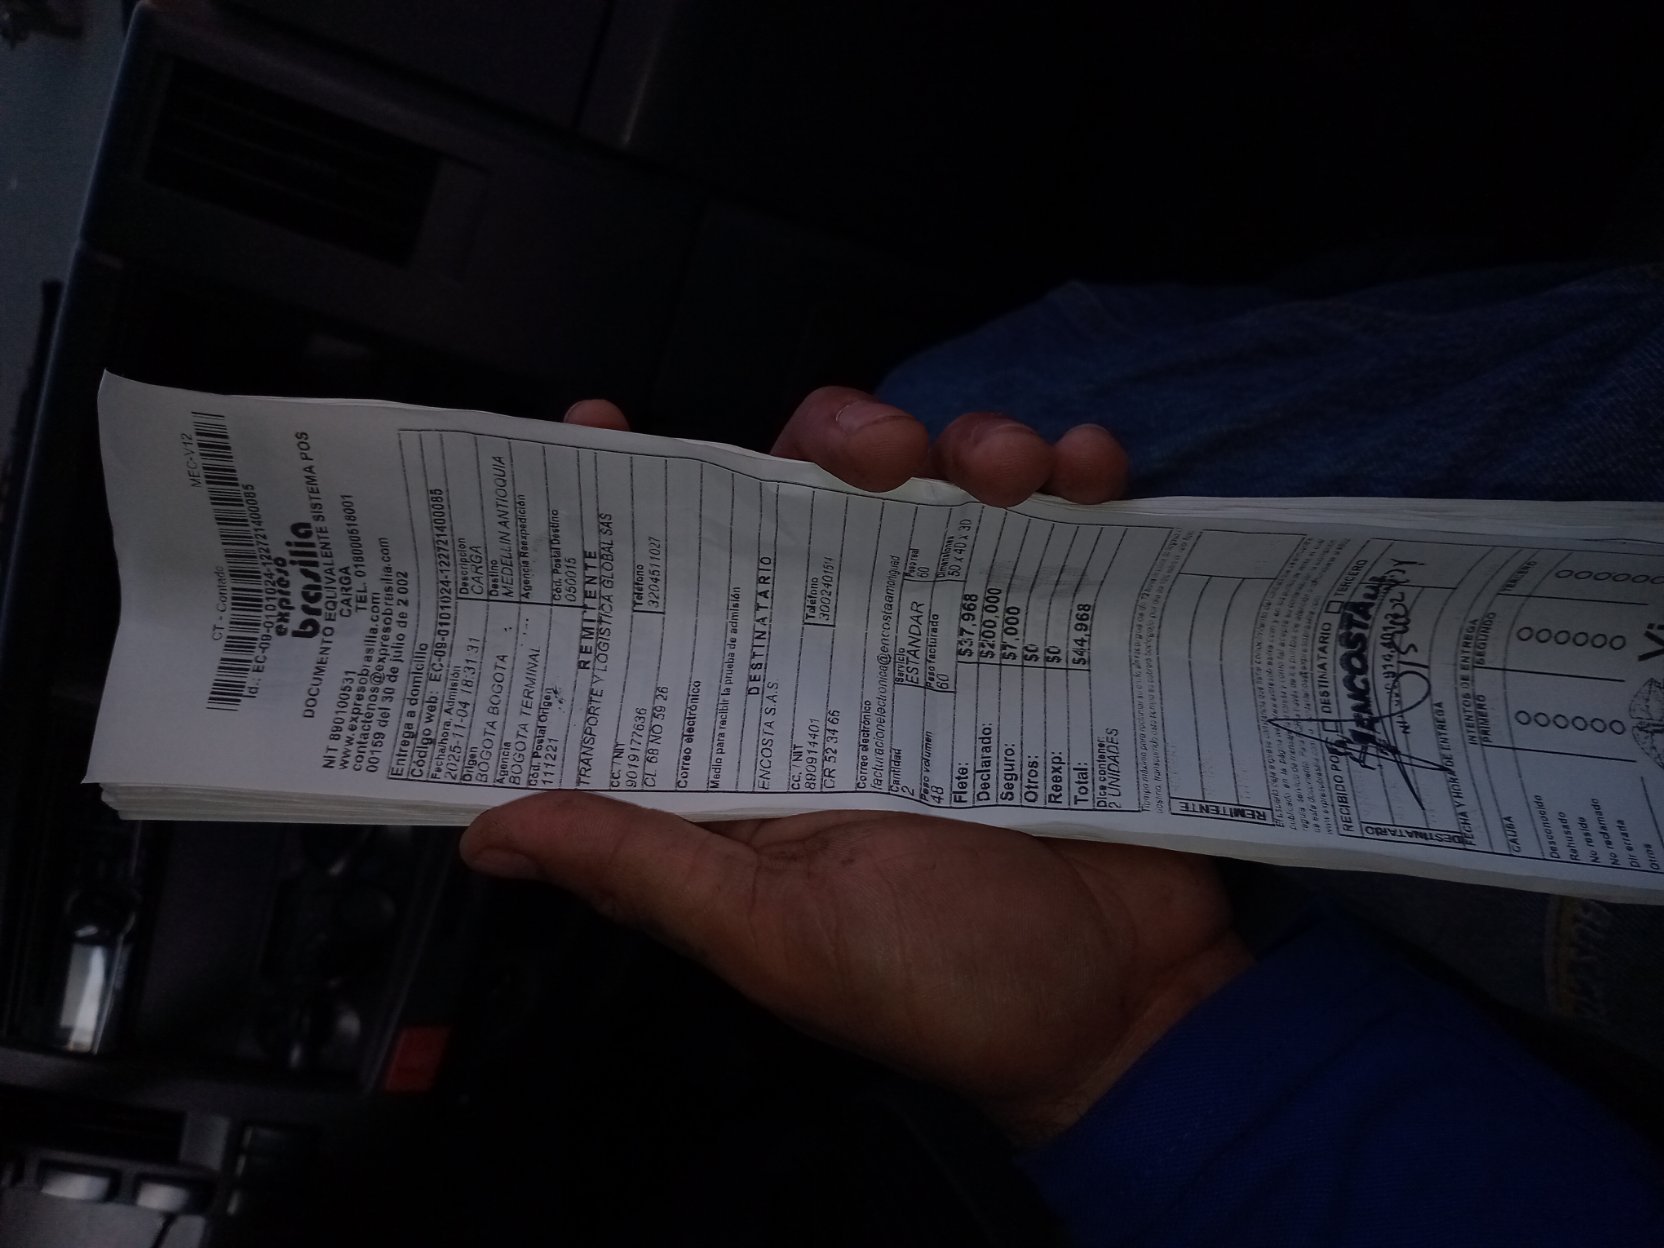 MEC-V12
CT - Contado
Id.: EC-09-0101024-12272140085
expreso
brasilia
DOCUMENTO EQUIVALENTE SISTEMA POS
CARGA
NIT 890100531 TEL. 018000518001
www.expresobrasilia.com
contactenos@expresobrasilia.com
00159 del 30 de julio de 2 002
Entrega a domicilio
Código web: EC-09-0101024-12272140085
Fecha/hora, Admisión Descripción
2025-11-04 18:31:31 CARGA
Origen Destino
BOGOTA BOGOTA MEDELLIN ANTIOQUIA
Agencia Agencia Reexpedición
BOGOTA TERMINAL
Cód. Postal Origen Cód. Postal Destino
111221 050015
REMITENTE
TRANSPORTE Y LOGISTICA GLOBAL SAS
CC. / NIT Teléfono
9019177636 3204511027
CL 68 NO 59 26
Correo electrónico
Medio para recibir la prueba de admisión
DESTINATARIO
ENCOSTA S.A.S.
CC. / NIT Teléfono
890914401 300240151
CR 52 34 66
Correo electrónico
facturacionelectronica@encostaamongusd
Cantidad Servicio Peso real
2 ESTANDAR 60
Peso volumen Peso facturado Dimensiones
48 60 50 X 40 X 30
Flete: $37,968
Declarado: $200,000
Seguro: $7,000
Otros: $0
Reexp: $0
Total: $44,968
Dice contener:
2 UNIDADES
REMITENTE
RECIBIDO POR DESTINATARIO TERCERO
DESTINATARIO
ENCOSTA
FECHA Y HORA DE ENTREGA
INTENTOS DE ENTREGA
CAUSA PRIMERO SEGUNDO TERCERO
Desconocido
Rehusado
No reside
No reclamado
Dir errada
Otros
Vi